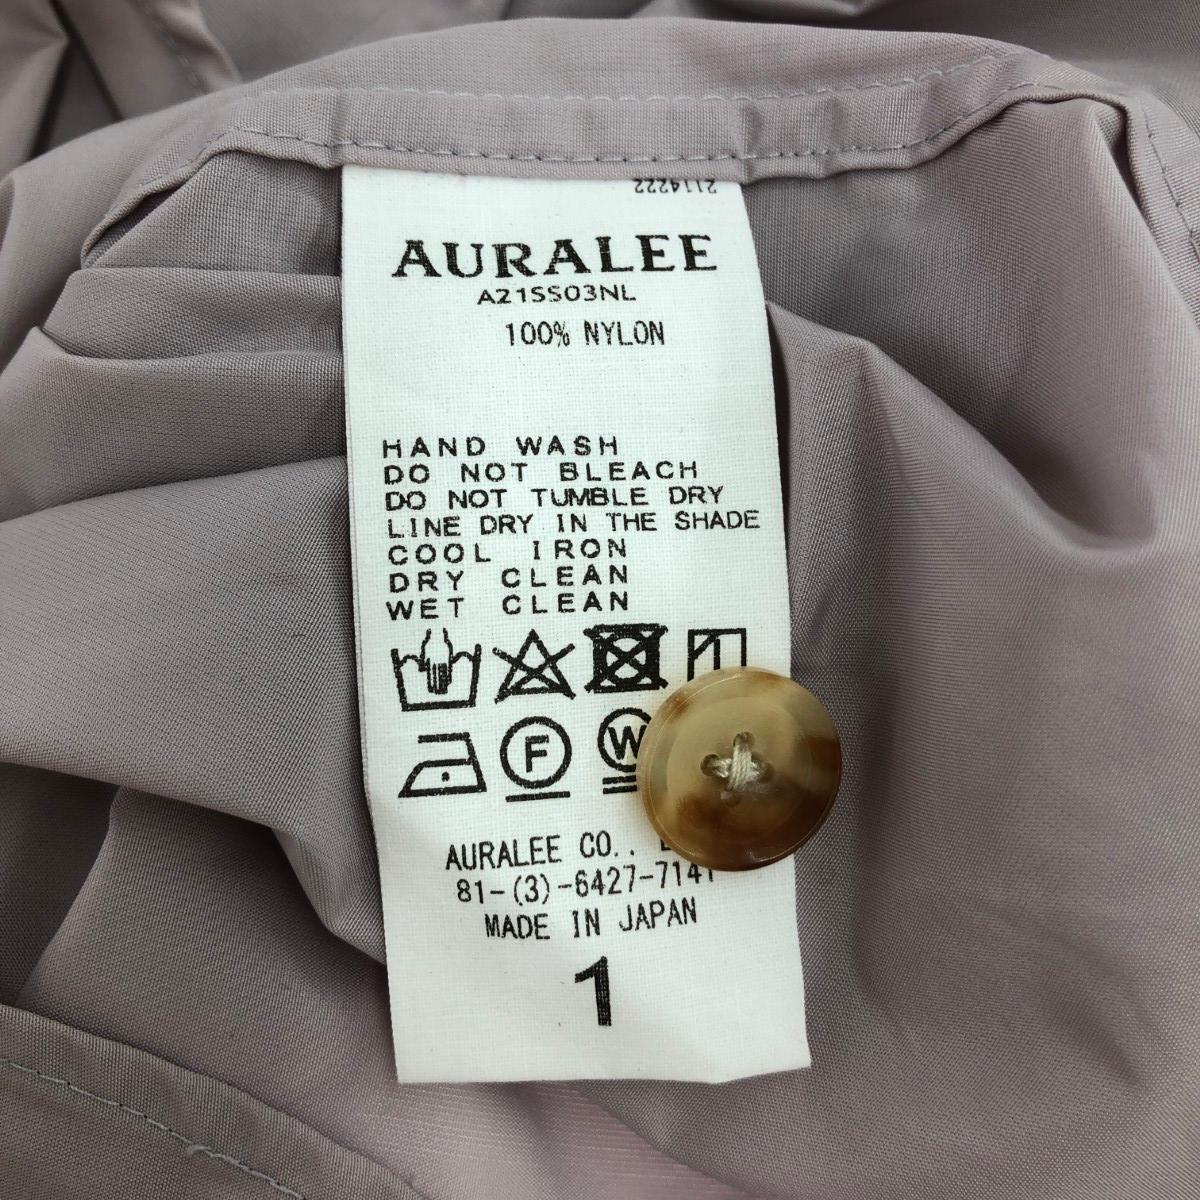 2114222
AURALEE
A21SS03NL
100% NYLON
HAND WASH
DO NOT BLEACH
DO NOT TUMBLE DRY
LINE DRY IN THE SHADE
COOL IRON
DRY CLEAN
WET CLEAN
F W
AURALEE CO.,
81-(3)-6427-7141
MADE IN JAPAN
1